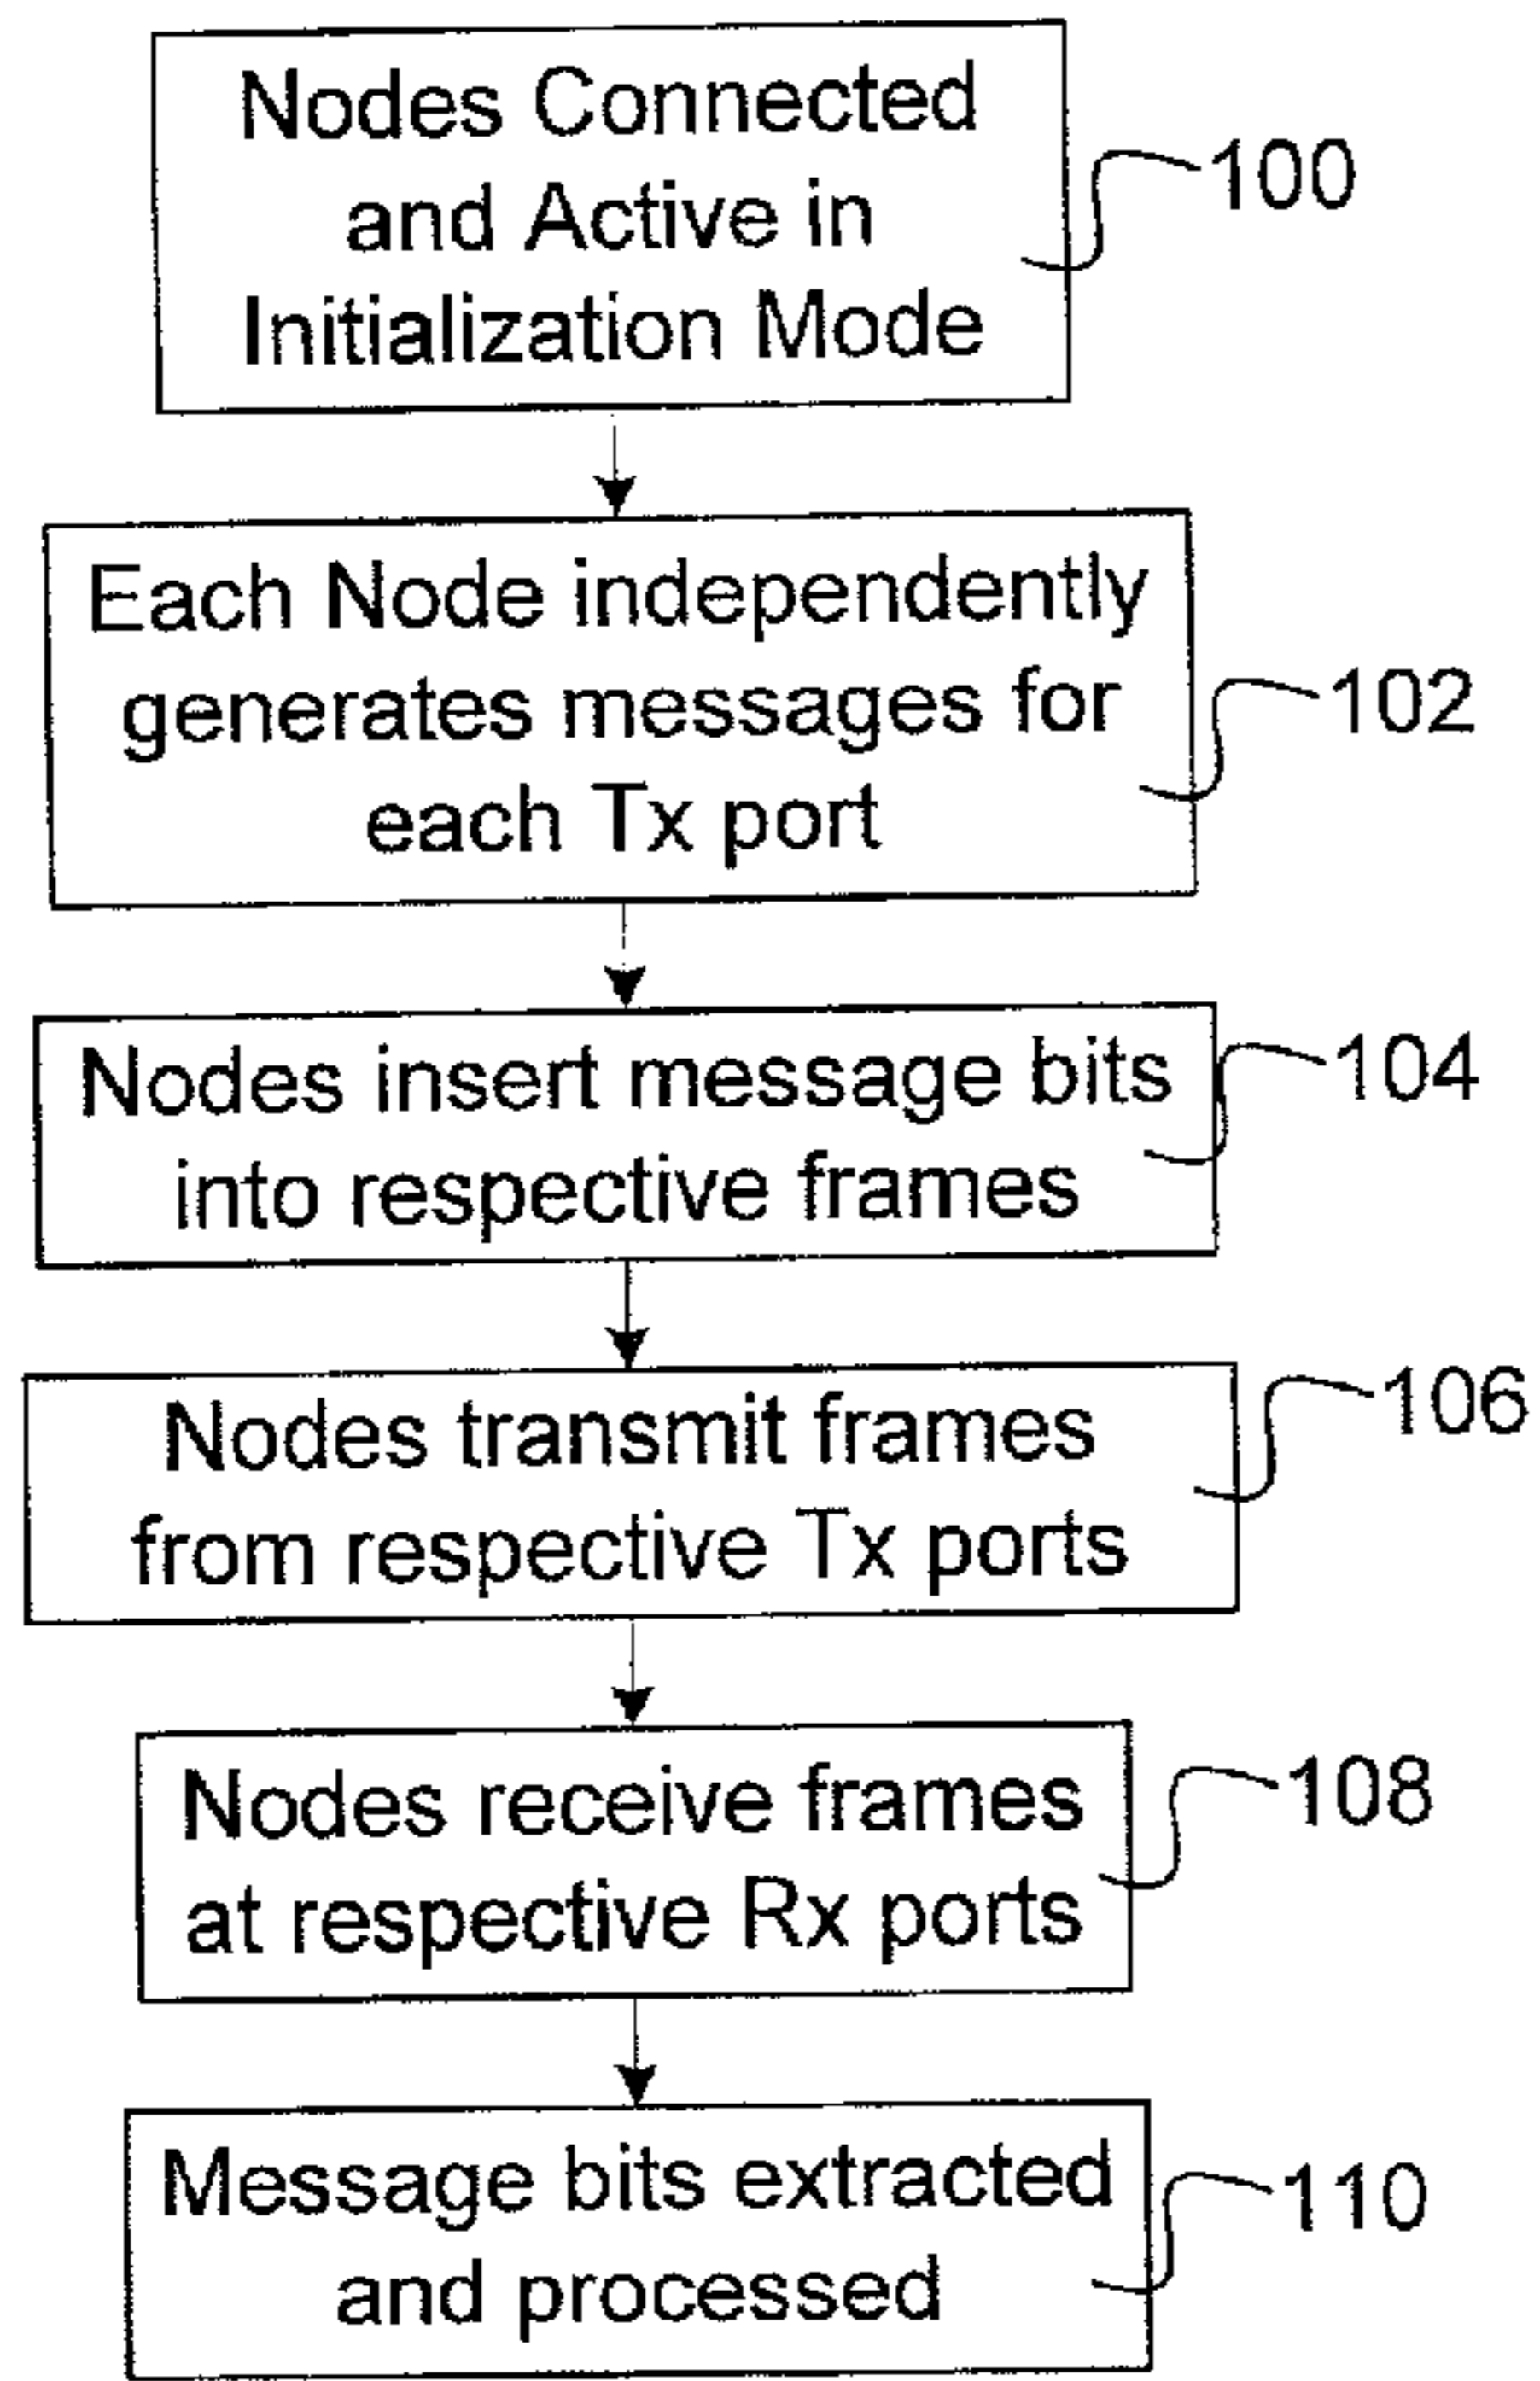 Nodes Connected
and Active in
Initialization Mode
100
Each Node independently
generates messages for
each Tx port
102
Nodes insert message bits
into respective frames
104
Nodes transmit frames
from respective Tx ports
106
Nodes receive frames
at respective Rx ports
108
Message bits extracted
and processed
110